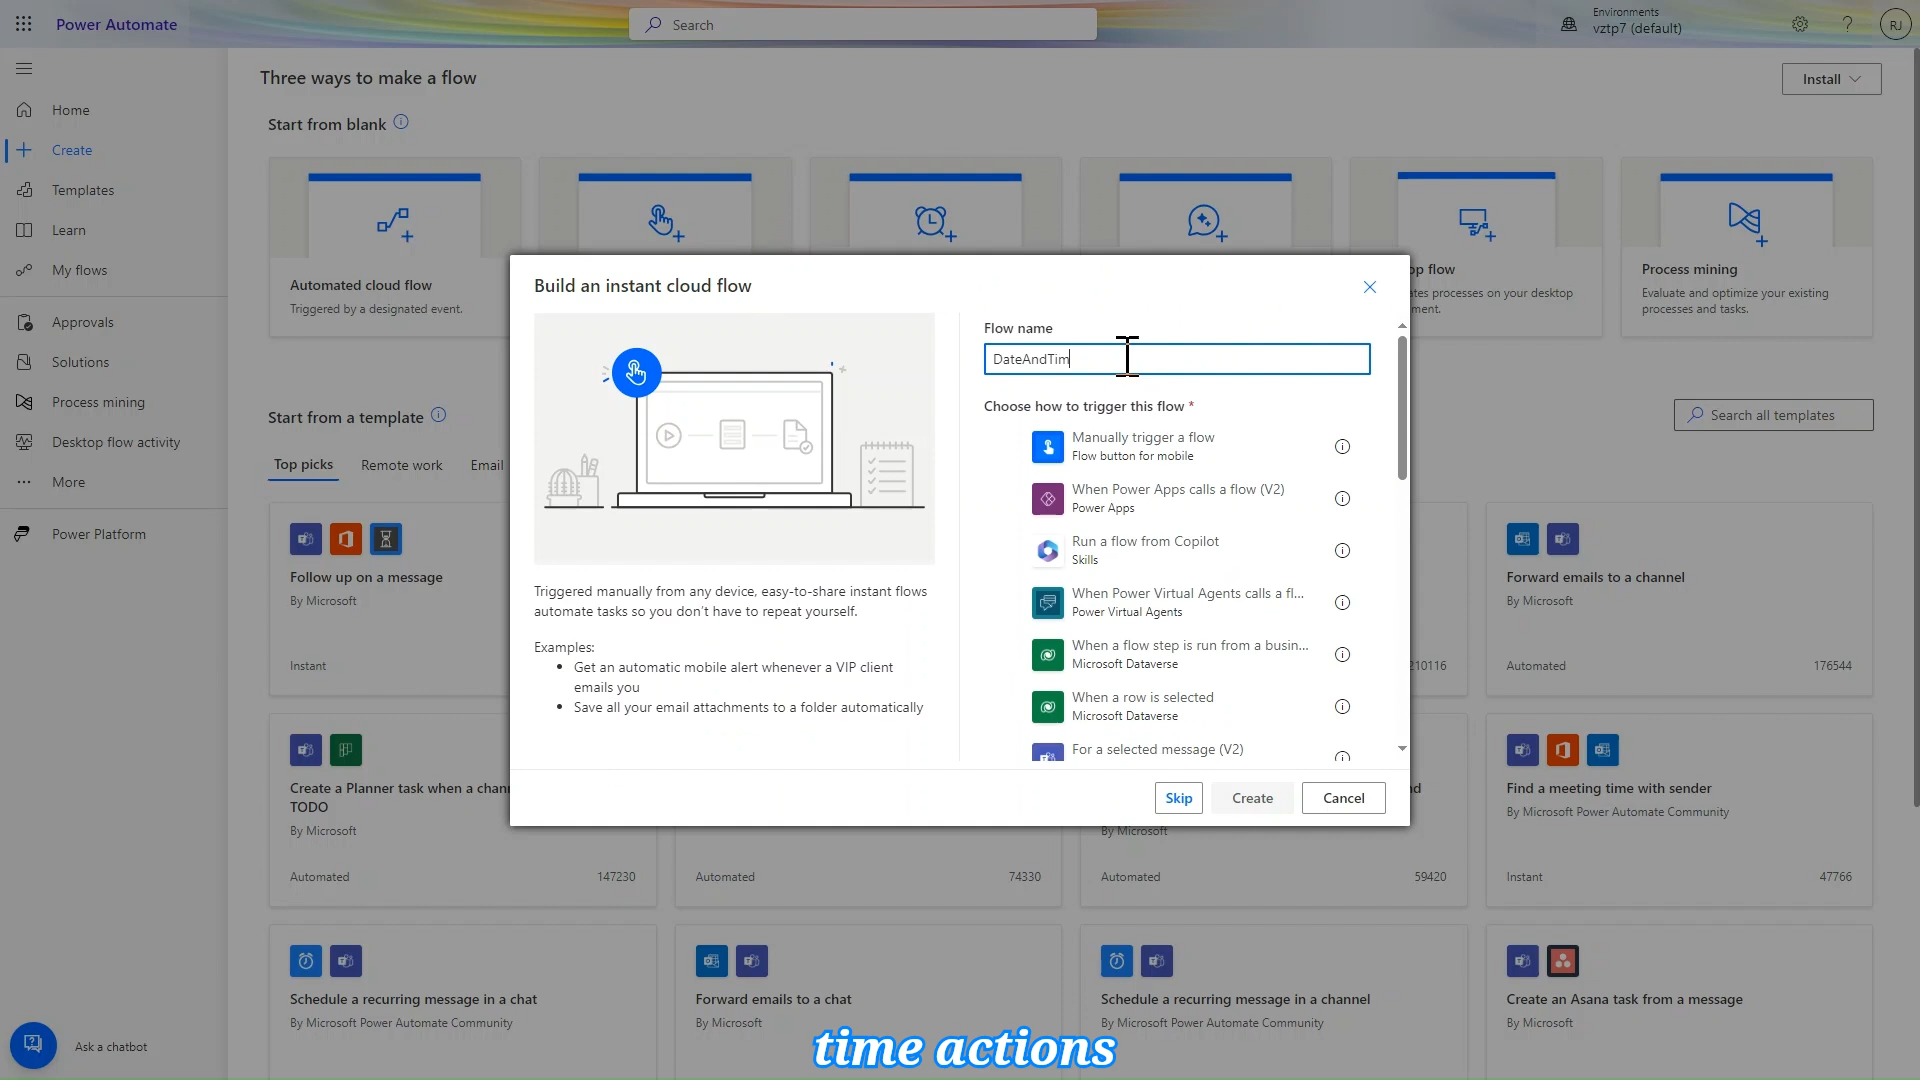 Power Automate
Search
Environments
vztp7 (default)
RJ
Home
Create
Templates
Learn
My flows
Approvals
Solutions
Process mining
Desktop flow activity
More
Power Platform
Ask a chatbot
Three ways to make a flow
Install
Start from blank
Automated cloud flow
Triggered by a designated event.
op flow
ates processes on your desktop
ment.
Process mining
Evaluate and optimize your existing
processes and tasks.
Start from a template
Search all templates
Top picks
Remote work
Email
Build an instant cloud flow
Triggered manually from any device, easy-to-share instant flows
automate tasks so you don't have to repeat yourself.
Examples:
• Get an automatic mobile alert whenever a VIP client
emails you
• Save all your email attachments to a folder automatically
Flow name
DateAndTim
Choose how to trigger this flow *
Manually trigger a flow
Flow button for mobile
When Power Apps calls a flow (V2)
Power Apps
Run a flow from Copilot
Skills
When Power Virtual Agents calls a fl...
Power Virtual Agents
When a flow step is run from a busin...
Microsoft Dataverse
When a row is selected
Microsoft Dataverse
For a selected message (V2)
Skip
Create
Cancel
Follow up on a message
By Microsoft
Instant
210116
Forward emails to a channel
By Microsoft
Automated
176544
Create a Planner task when a chann
TODO
By Microsoft
Automated
147230
Automated
74330
nd
By Microsoft
Automated
59420
Find a meeting time with sender
By Microsoft Power Automate Community
Instant
47766
Schedule a recurring message in a chat
By Microsoft Power Automate Community
Forward emails to a chat
By Microsoft
Schedule a recurring message in a channel
By Microsoft Power Automate Community
Create an Asana task from a message
By Microsoft
time actions